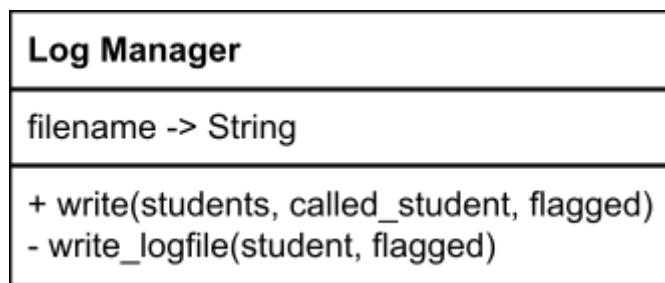 Log Manager
filename -> String
+ write(students, called_student, flagged)
- write_logfile(student, flagged)